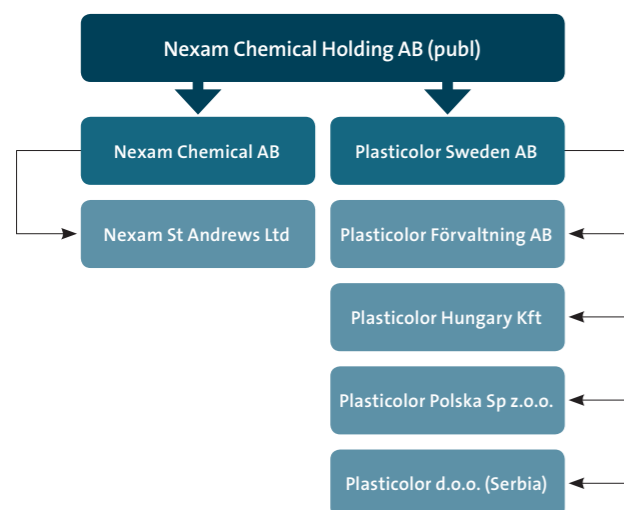 Nexam Chemical Holding AB (publ)
Nexam Chemical AB
Plasticolor Sweden AB
Nexam St Andrews Ltd
Plasticolor Förvaltning AB
Plasticolor Hungary Kft
Plasticolor Polska Sp z.o.o.
Plasticolor d.o.o. (Serbia)